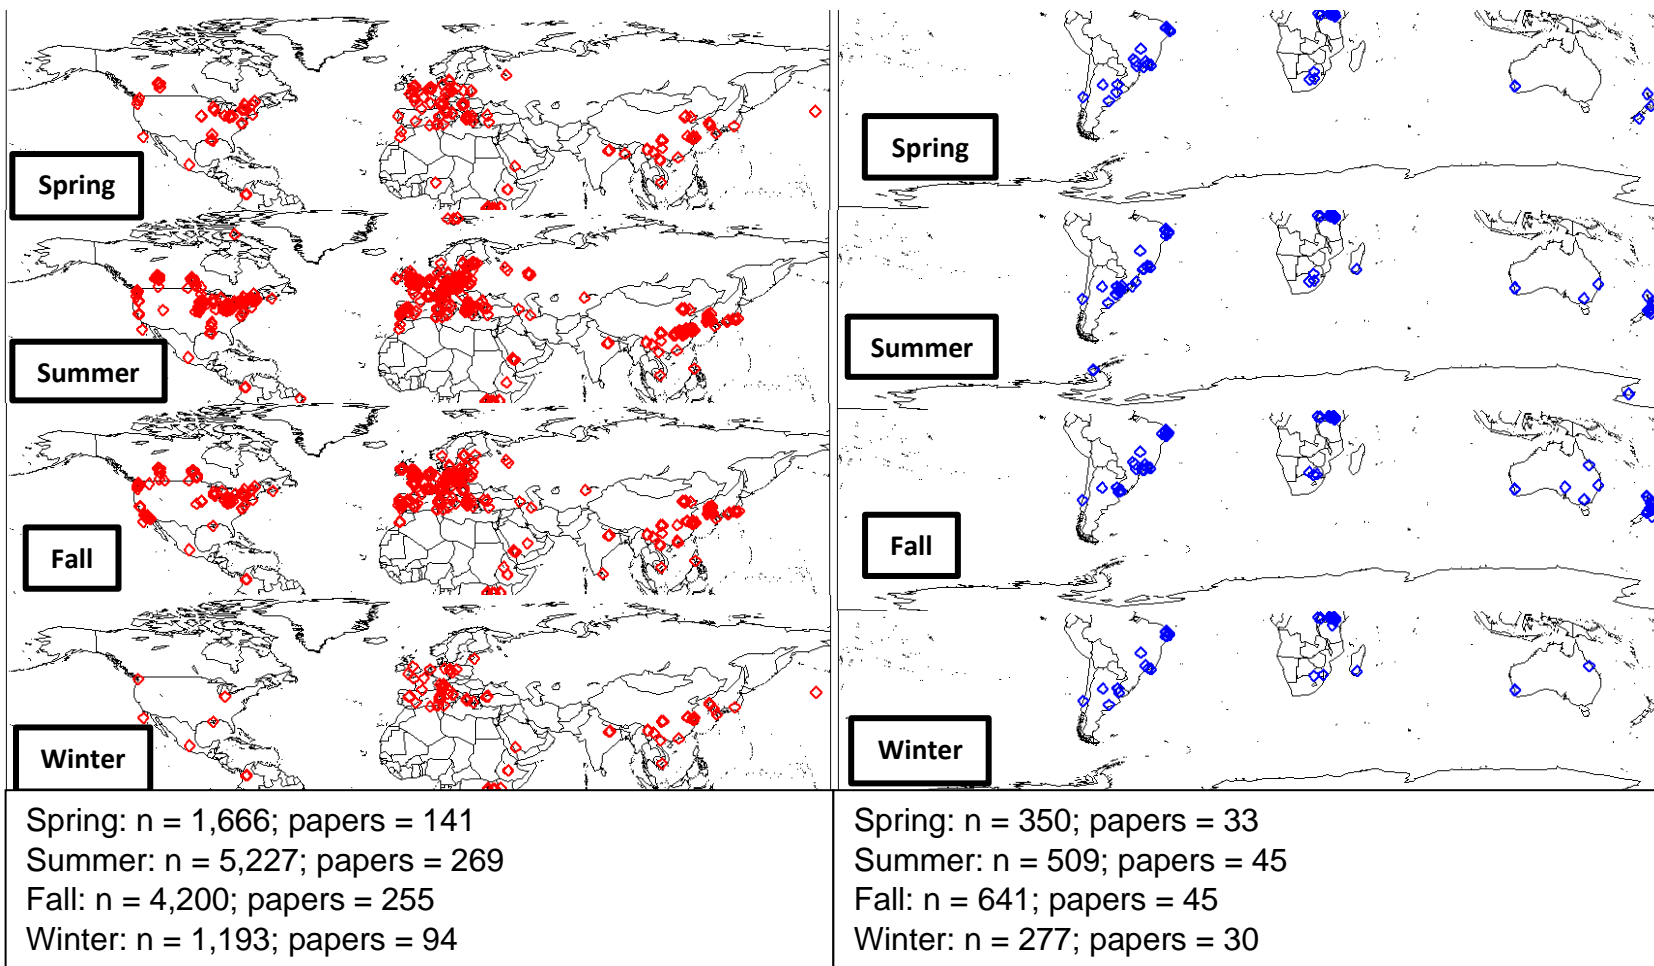 Spring
Summer
Fall
Winter
Spring
Summer
Fall
Winter
Spring: n = 1,666; papers = 141
Summer: n = 5,227; papers = 269
Fall: n = 4,200; papers = 255
Winter: n = 1,193; papers = 94
Spring: n = 350; papers = 33
Summer: n = 509; papers = 45
Fall: n = 641; papers = 45
Winter: n = 277; papers = 30